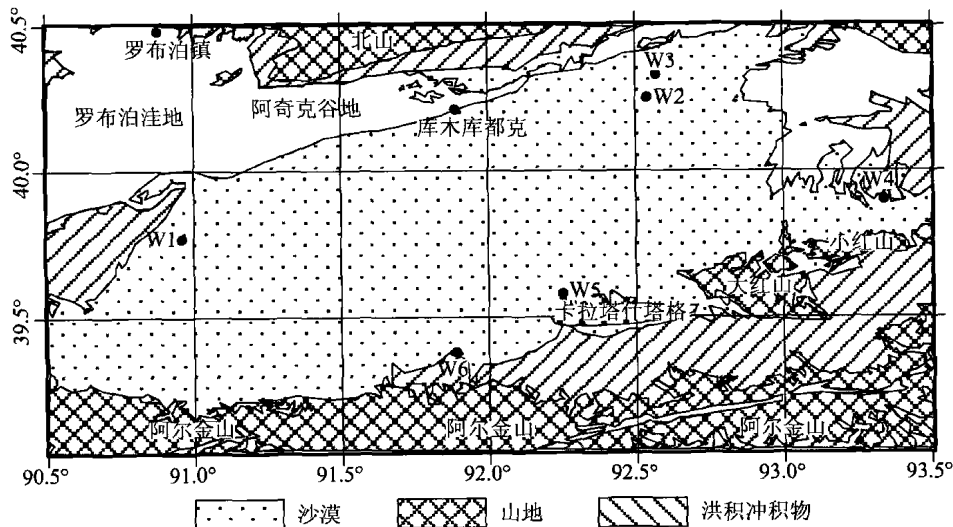 40.5°
40.0°
39.5°
罗布泊镇
北山
W3
W2
罗布泊洼地
阿奇克谷地
库木库都克
W4
W1
小红山
大红山
W5
卡拉塔什塔格
W6
阿尔金山
阿尔金山
阿尔金山
90.5°
91.0°
91.5°
92.0°
92.5°
93.0°
93.5°
沙漠
山地
洪积冲积物